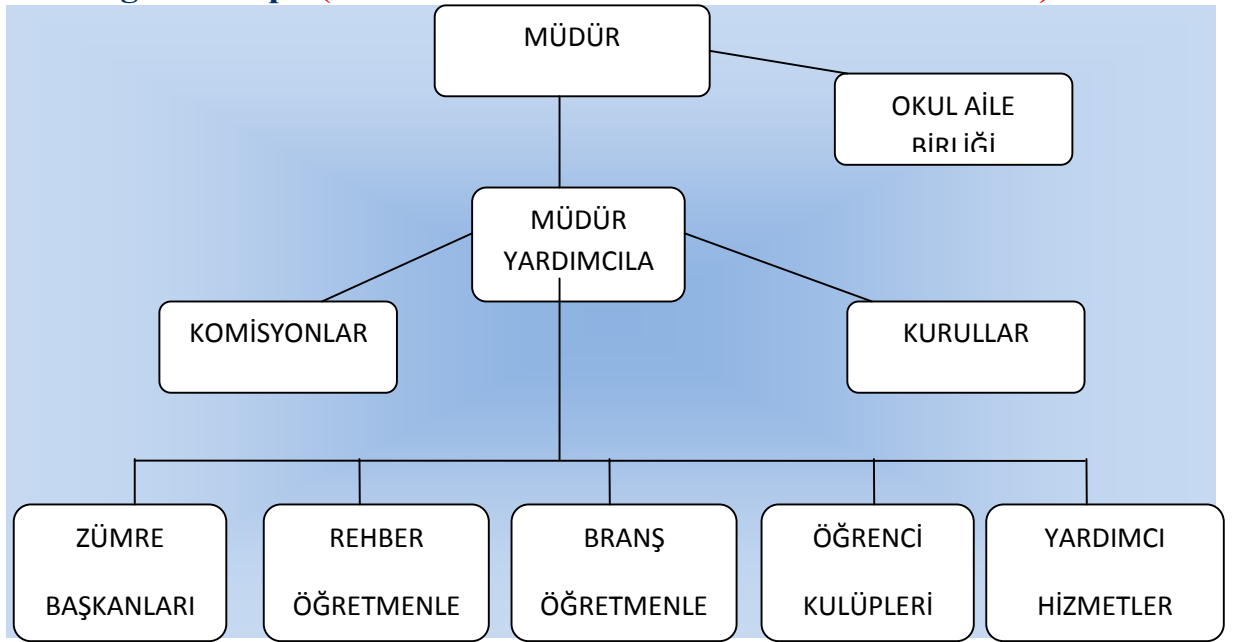 MÜDÜR
OKUL AİLE
BİRLİĞİ
MÜDÜR
YARDIMCILA
KOMİSYONLAR
KURULLAR
ZÜMRE
BAŞKANLARI
REHBER
ÖĞRETMENLE
BRANŞ
ÖĞRETMENLE
ÖĞRENCİ
KULÜPLERİ
YARDIMCI
HİZMETLER